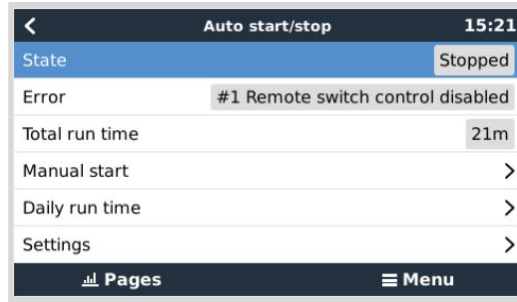 Auto start/stop 15:21
State Stopped
Error #1 Remote switch control disabled
Total run time 21m
Manual start
Daily run time
Settings
Pages Menu